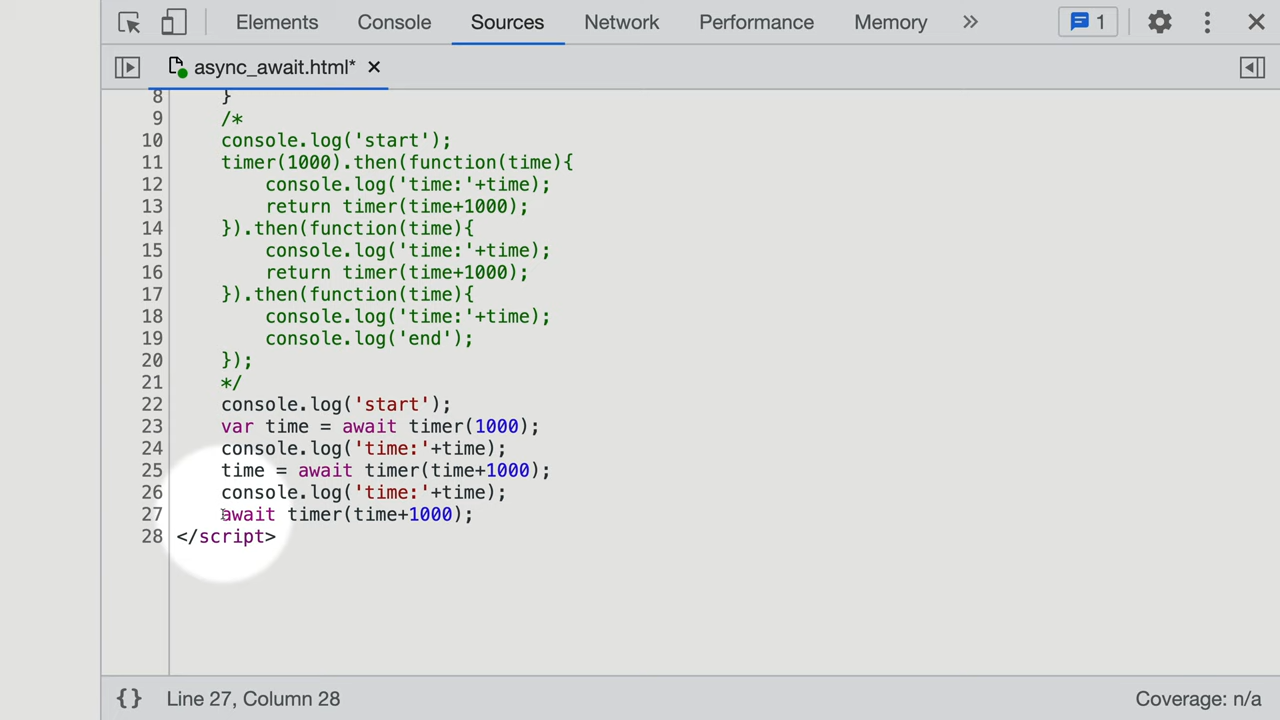 Elements Console Sources Network Performance Memory » 1
async_await.html* ×
8 }
9 /*
10 console.log('start');
11 timer(1000).then(function(time){
12 console.log('time:'+time);
13 return timer(time+1000);
14 }).then(function(time){
15 console.log('time:'+time);
16 return timer(time+1000);
17 }).then(function(time){
18 console.log('time:'+time);
19 console.log('end');
20 });
21 */
22 console.log('start');
23 var time = await timer(1000);
24 console.log('time:'+time);
25 time = await timer(time+1000);
26 console.log('time:'+time);
27 await timer(time+1000);
28 </script>
{} Line 27, Column 28 Coverage: n/a